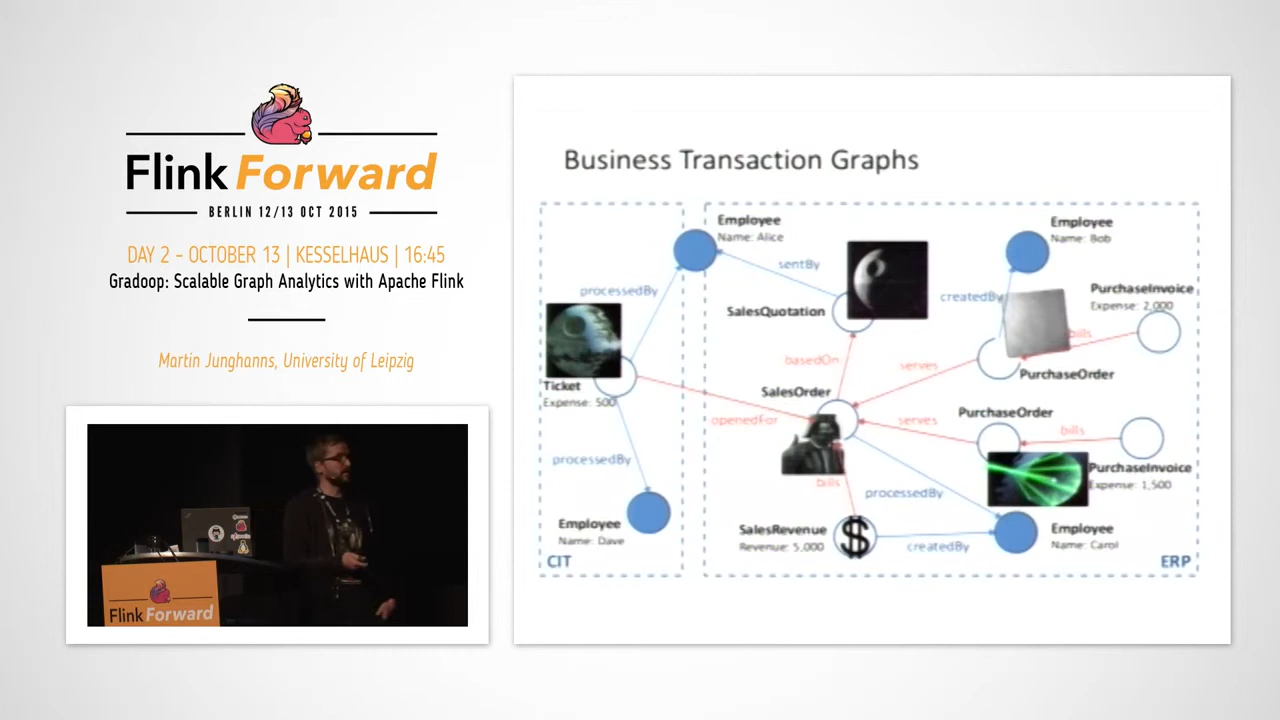 Flink Forward
BERLIN 12/13 OCT 2015
DAY 2 – OCTOBER 13 | KESSELHAUS | 16:45
Gradoop: Scalable Graph Analytics with Apache Flink
Martin Junghanns, University of Leipzig
Flink Forward
Business Transaction Graphs
Employee
Name: Alice
Employee
Name: Bob
processedBy
sentBy
createdBy
PurchaseInvoice
Expense: 2,000
SalesQuotation
bills
basedOn
serves
PurchaseOrder
Ticket
Expense: 500
SalesOrder
openedFor
serves
PurchaseOrder
bills
processedBy
bills
processedBy
PurchaseInvoice
Expense: 1,500
Employee
Name: Dave
SalesRevenue
Revenue: 5,000
$
createdBy
Employee
Name: Carol
CIT
ERP